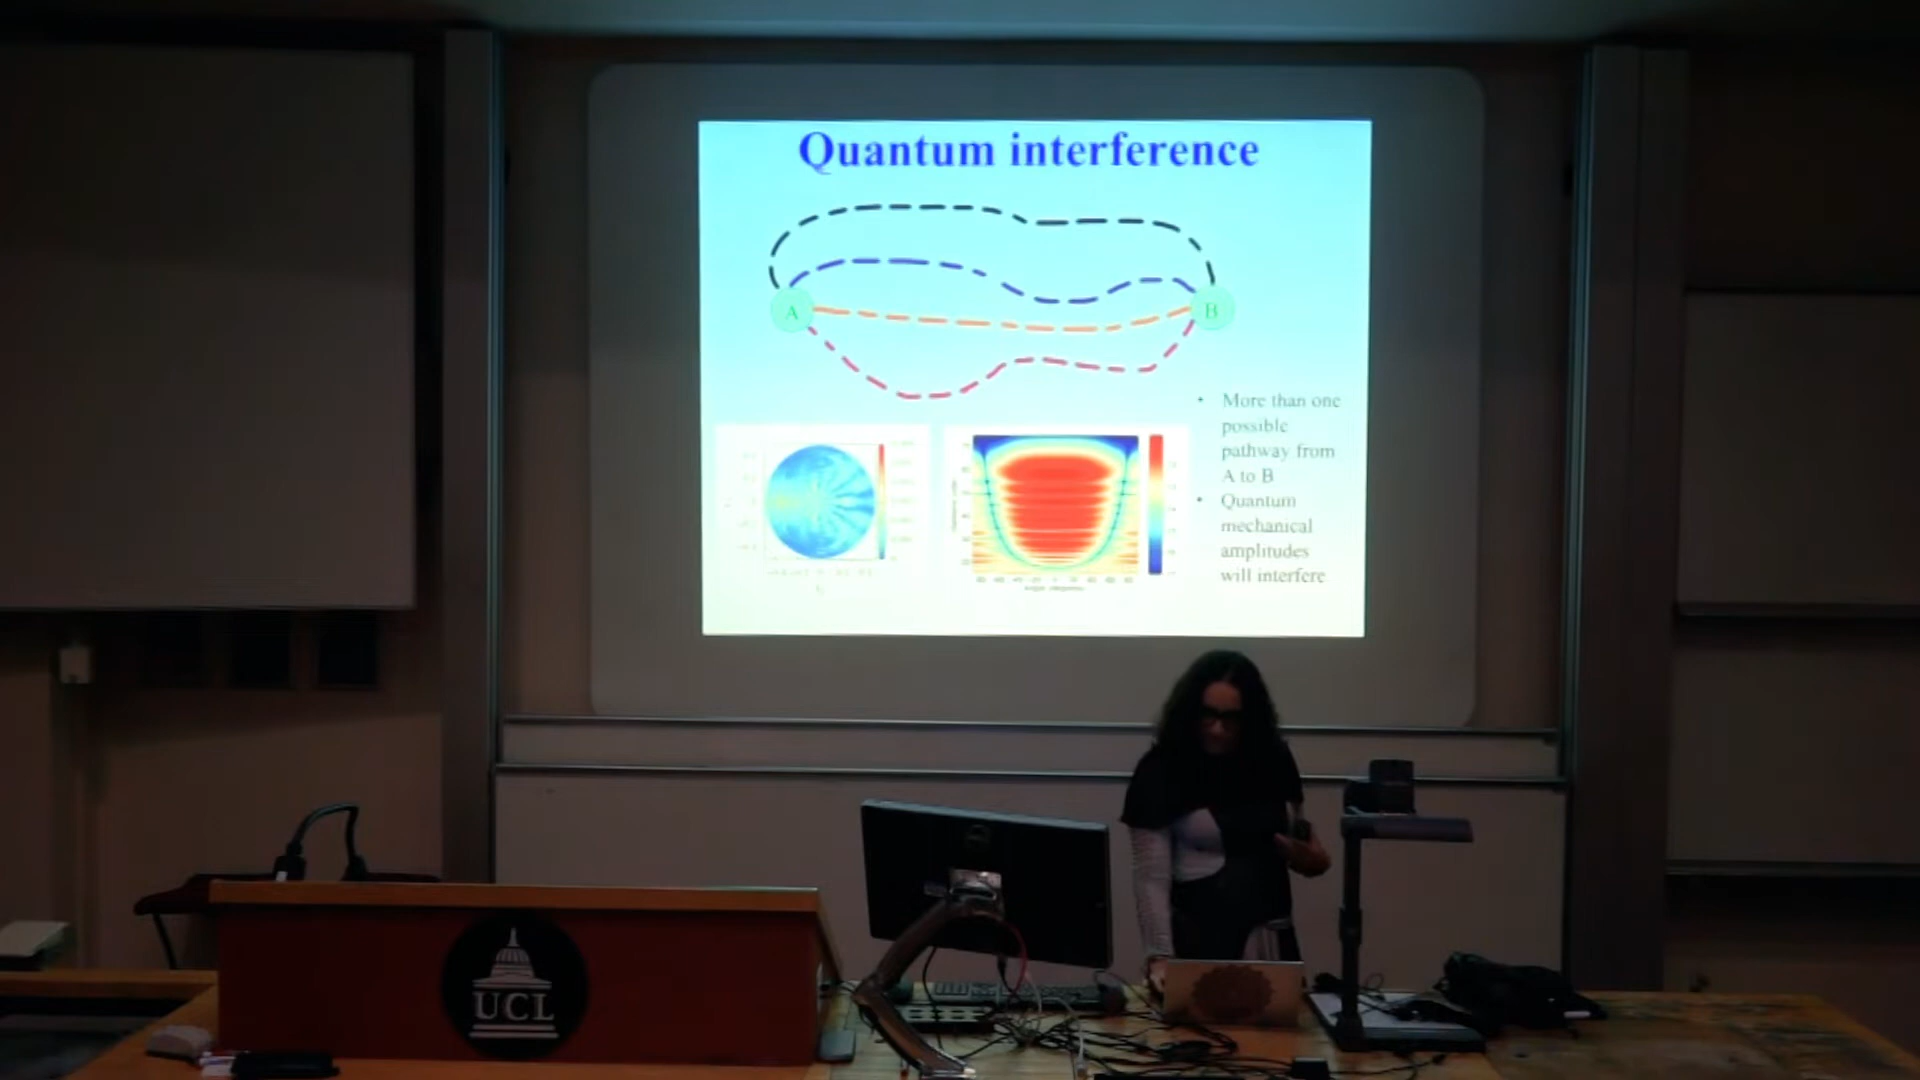 Quantum interference
A
B
• More than one
possible
pathway from
A to B
• Quantum
mechanical
amplitudes
will interfere
UCL